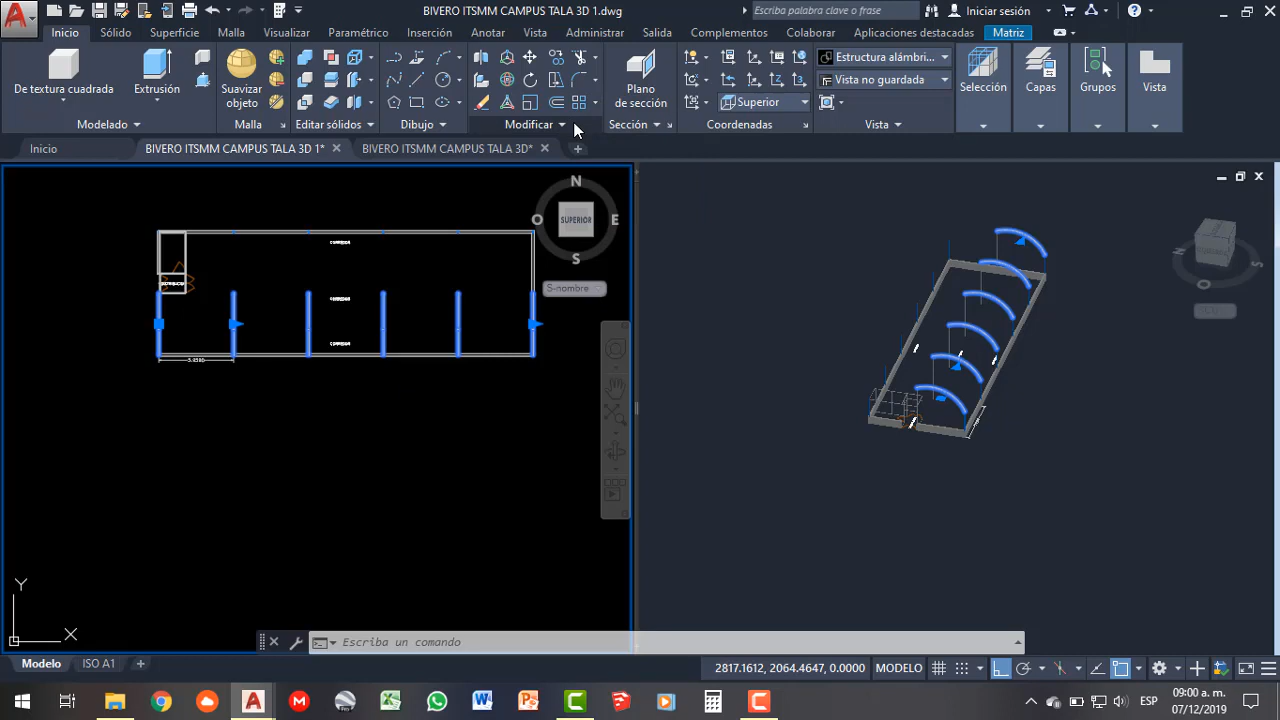 A
BIVERO ITSMM CAMPUS TALA 3D 1.dwg
Escriba palabra clave o frase
Iniciar sesión
Inicio
Sólido
Superficie
Malla
Visualizar
Paramétrico
Inserción
Anotar
Vista
Administrar
Salida
Complementos
Colaborar
Aplicaciones destacadas
Matriz
De textura cuadrada
Extrusión
Suavizar
objeto
Plano
de sección
Estructura alámbri...
Vista no guardada
Superior
Selección
Capas
Grupos
Vista
Modelado
Malla
Editar sólidos
Dibujo
Modificar
Sección
Coordenadas
Vista
Inicio
BIVERO ITSMM CAMPUS TALA 3D 1*
BIVERO ITSMM CAMPUS TALA 3D*
N
O
SUPERIOR
E
S
S-nombre
Y
X
Escriba un comando
Modelo
ISO A1
2817.1612, 2064.4647, 0.0000
MODELO
ESP
09:00 a. m.
07/12/2019